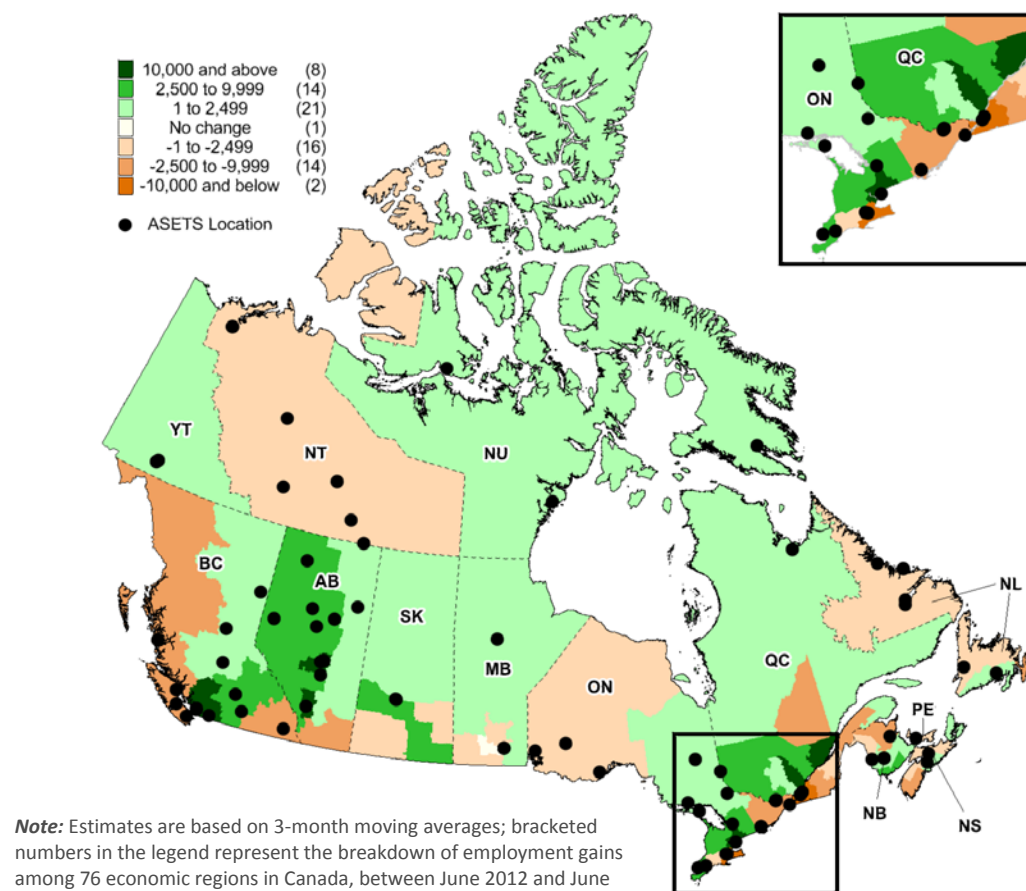 10,000 and above (8)
2,500 to 9,999 (14)
1 to 2,499 (21)
No change (1)
-1 to -2,499 (16)
-2,500 to -9,999 (14)
-10,000 and below (2)
ASETS Location
QC
ON
YT
NT
NU
BC
AB
SK
MB
ON
QC
NL
PE
NB
NS
Note: Estimates are based on 3-month moving averages; bracketed
numbers in the legend represent the breakdown of employment gains
among 76 economic regions in Canada, between June 2012 and June